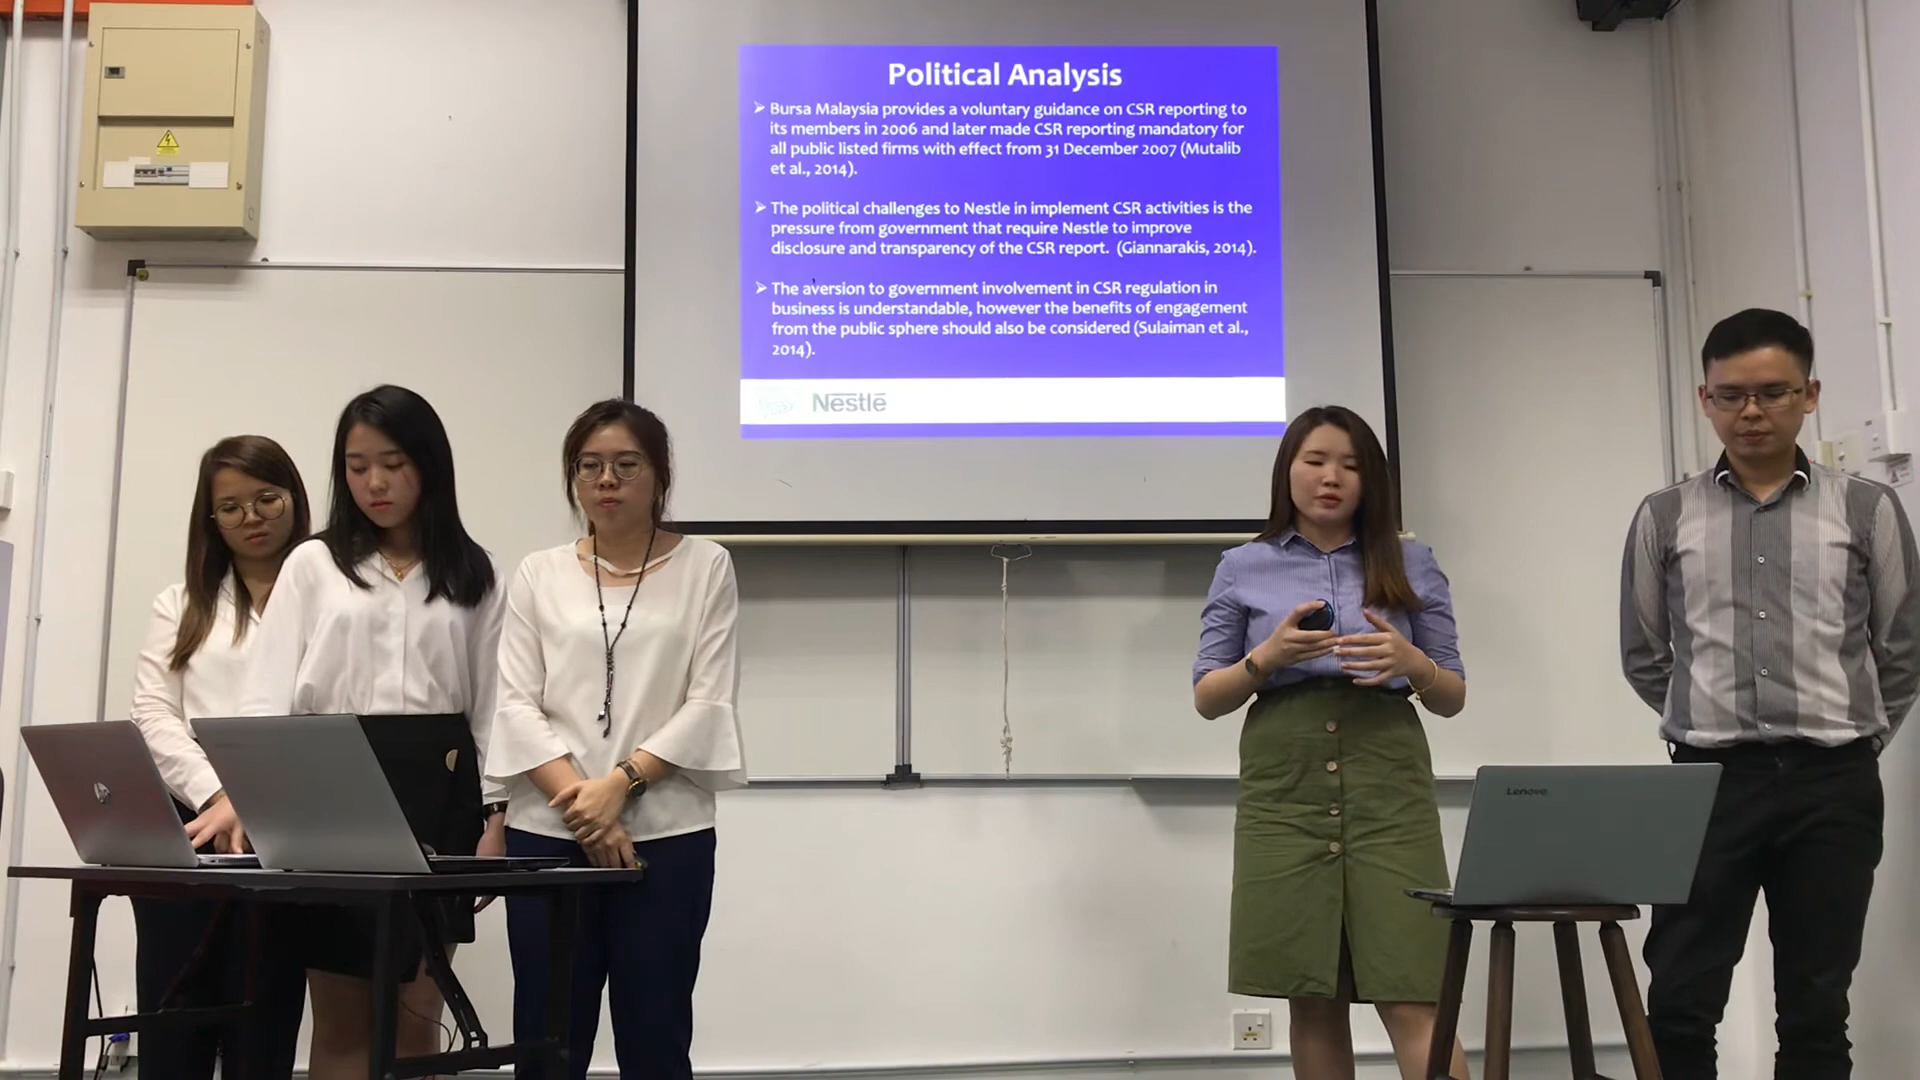 Political Analysis
➢ Bursa Malaysia provides a voluntary guidance on CSR reporting to
its members in 2006 and later made CSR reporting mandatory for
all public listed firms with effect from 31 December 2007 (Mutalib
et al., 2014).
➢ The political challenges to Nestle in implement CSR activities is the
pressure from government that require Nestle to improve
disclosure and transparency of the CSR report. (Giannarakis, 2014).
➢ The aversion to government involvement in CSR regulation in
business is understandable, however the benefits of engagement
from the public sphere should also be considered (Sulaiman et al.,
2014).
Nestlé
hp
Lenovo